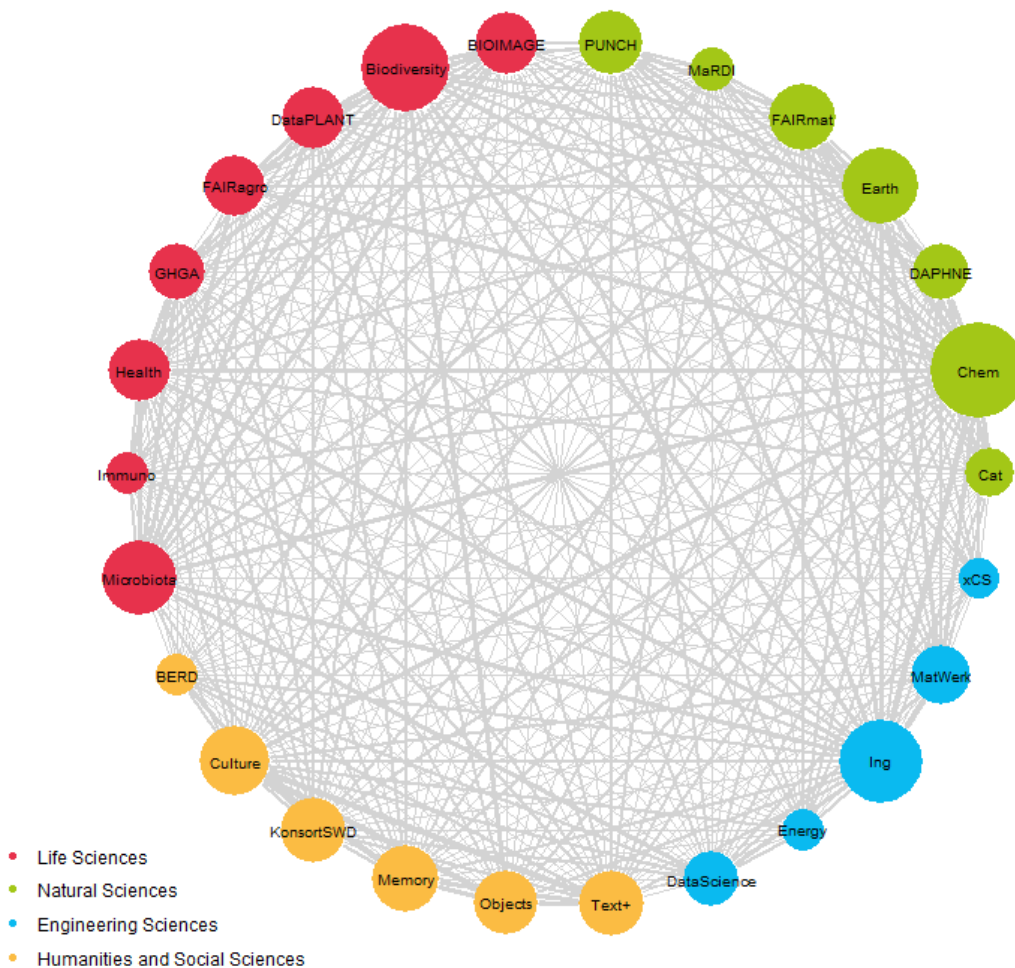 BIOIMAGE
PUNCH
Biodiversity
MaRDI
DataPLANT
FAIRmat
FAIRagro
Earth
GHGA
DAPHNE
Health
Chem
Immuno
Cat
Microbiota
xCS
BERD
MatWerk
Culture
Ing
KonsortSWD
Energy
Memory
DataScience
Objects
Text+
Life Sciences
Natural Sciences
Engineering Sciences
Humanities and Social Sciences